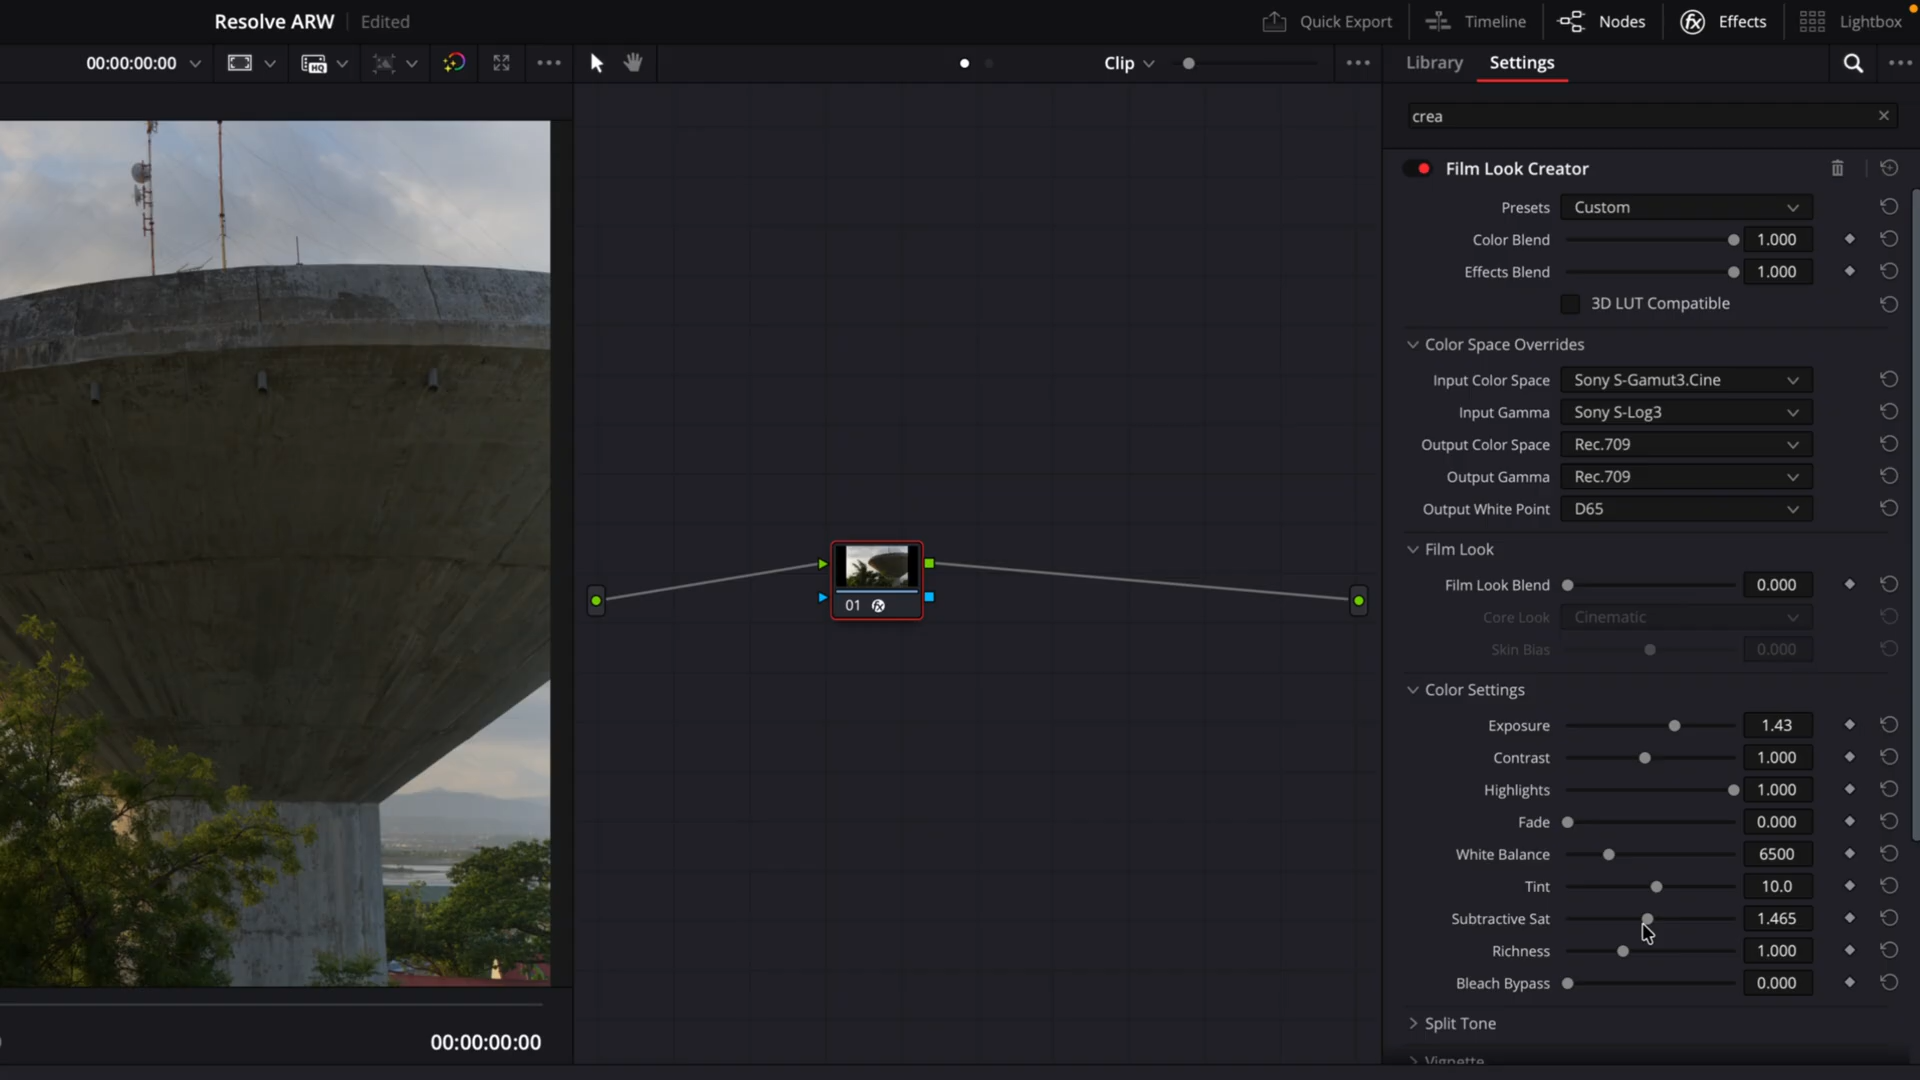 Resolve ARW Edited
Quick Export Timeline Nodes Effects Lightbox
00:00:00:00 HQ Clip Library Settings
crea
Film Look Creator
Presets Custom
Color Blend 1.000
Effects Blend 1.000
3D LUT Compatible
Color Space Overrides
Input Color Space Sony S-Gamut3.Cine
Input Gamma Sony S-Log3
Output Color Space Rec.709
Output Gamma Rec.709
Output White Point D65
Film Look
Film Look Blend 0.000
Core Look Cinematic
Skin Bias 0.000
Color Settings
Exposure 1.43
Contrast 1.000
Highlights 1.000
Fade 0.000
White Balance 6500
Tint 10.0
Subtractive Sat 1.465
Richness 1.000
Bleach Bypass 0.000
Split Tone
Vignette
01 fx
00:00:00:00